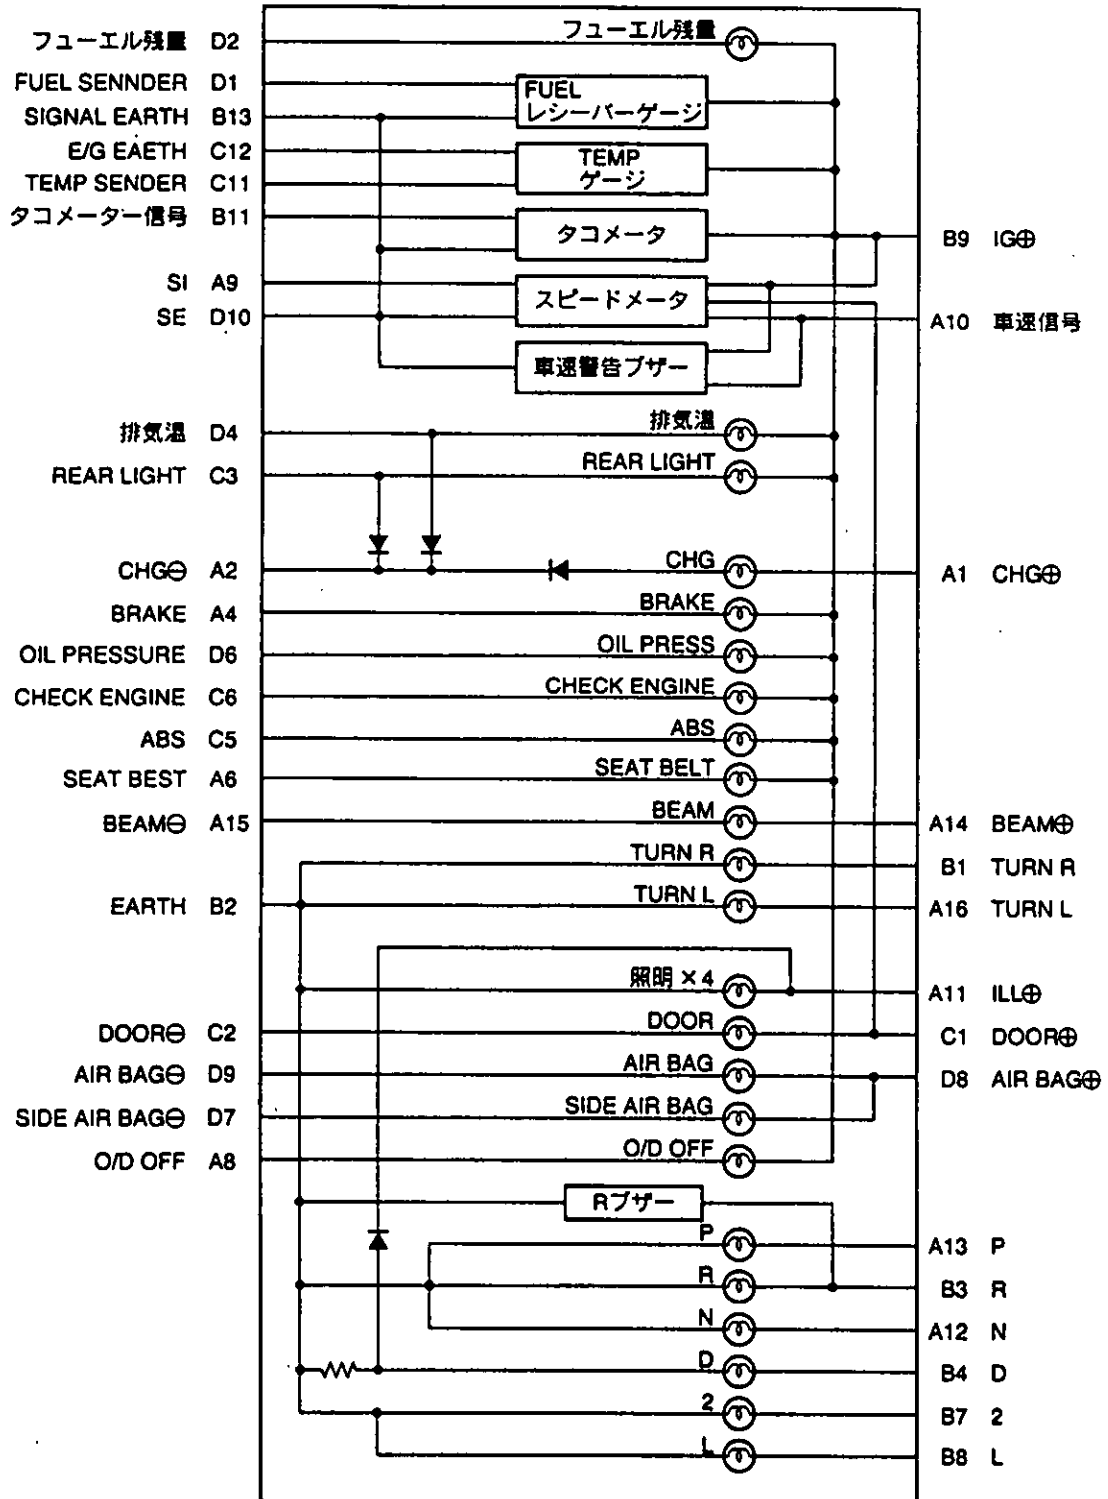 フューエル残量 D2 フューエル残量
FUEL SENNDER D1 FUEL
レシーバーゲージ
SIGNAL EARTH B13
E/G EAETH C12 TEMP
ゲージ
TEMP SENDER C11
タコメーター信号 B11 タコメータ B9 IG⊕
SI A9 スピードメータ
SE D10 A10 車速信号
車速警告ブザー
排気温 D4 排気温
REAR LIGHT C3 REAR LIGHT
CHG⊖ A2 CHG A1 CHG⊕
BRAKE A4 BRAKE
OIL PRESSURE D6 OIL PRESS
CHECK ENGINE C6 CHECK ENGINE
ABS C5 ABS
SEAT BEST A6 SEAT BELT
BEAM⊖ A15 BEAM A14 BEAM⊕
TURN R B1 TURN R
EARTH B2 TURN L A16 TURN L
照明×4 A11 ILL⊕
DOOR⊖ C2 DOOR C1 DOOR⊕
AIR BAG⊖ D9 AIR BAG D8 AIR BAG⊕
SIDE AIR BAG⊖ D7 SIDE AIR BAG
O/D OFF A8 O/D OFF
Rブザー
P A13 P
R B3 R
N A12 N
D B4 D
2 B7 2
L B8 L